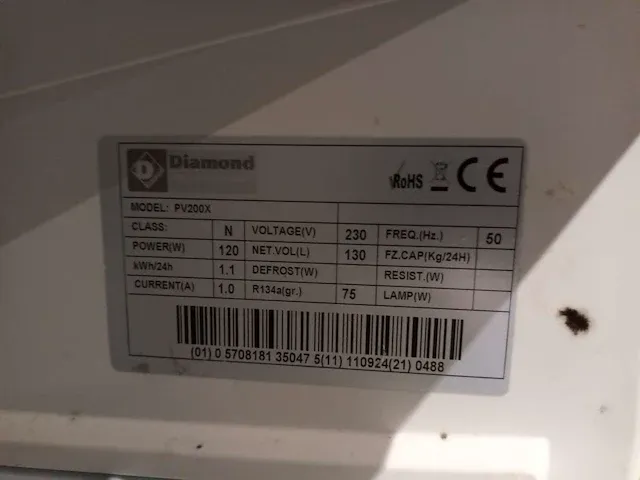 D Diamond
RoHS CE
MODEL: PV200X
CLASS: N VOLTAGE(V) 230 FREQ.(Hz.) 50
POWER(W) 120 NET.VOL(L) 130 FZ.CAP(Kg/24H)
kWh/24h 1.1 DEFROST(W) RESIST.(W)
CURRENT(A) 1.0 R134a(gr.) 75 LAMP(W)
(01) 0 5708181 35047 5(11) 110924(21) 0488